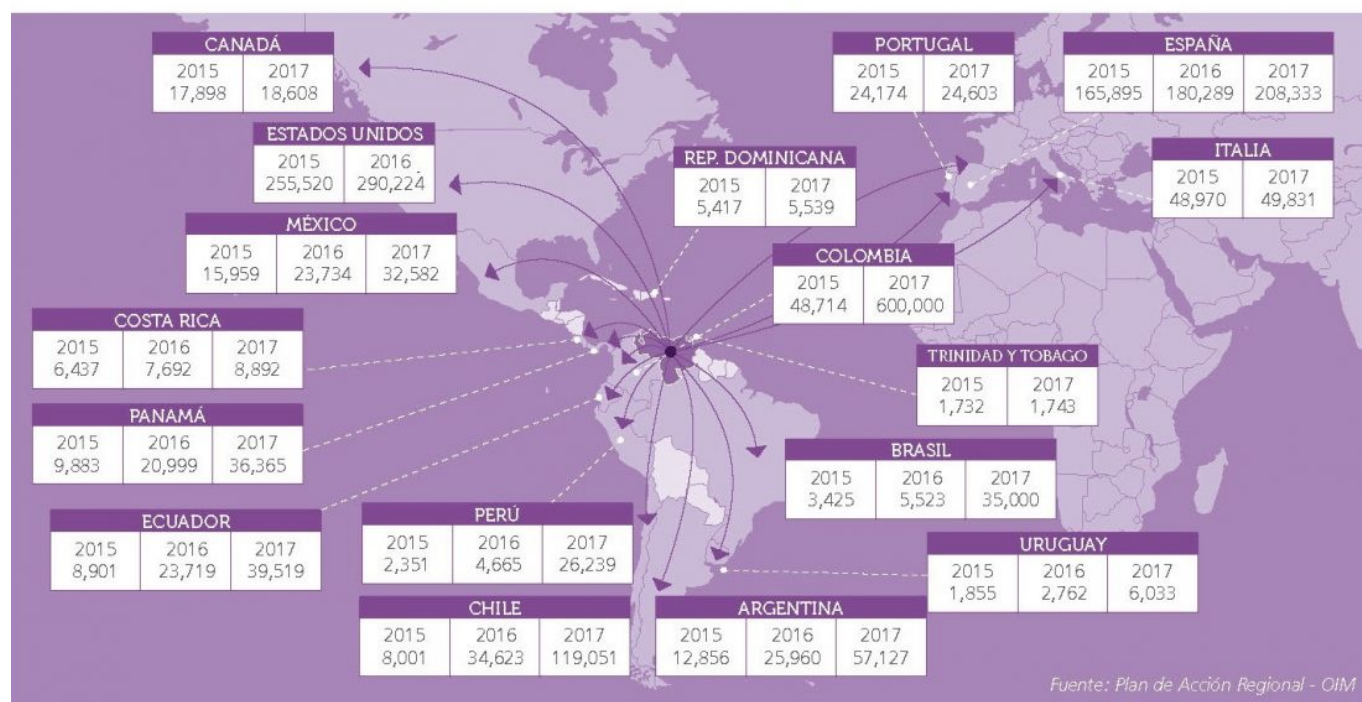 CANADÁ
2015 2017
17,898 18,608
ESTADOS UNIDOS
2015 2016
255,520 290,224
MÉXICO
2015 2016 2017
15,959 23,734 32,582
COSTA RICA
2015 2016 2017
6,437 7,692 8,892
PANAMÁ
2015 2016 2017
9,883 20,999 36,365
ECUADOR
2015 2016 2017
8,901 23,719 39,519
PERÚ
2015 2016 2017
2,351 4,665 26,239
CHILE
2015 2016 2017
8,001 34,623 119,051
ARGENTINA
2015 2016 2017
12,856 25,960 57,127
REP. DOMINICANA
2015 2017
5,417 5,539
PORTUGAL
2015 2017
24,174 24,603
ESPAÑA
2015 2016 2017
165,895 180,289 208,333
ITALIA
2015 2017
48,970 49,831
COLOMBIA
2015 2017
48,714 600,000
TRINIDAD Y TOBAGO
2015 2017
1,732 1,743
BRASIL
2015 2016 2017
3,425 5,523 35,000
URUGUAY
2015 2016 2017
1,855 2,762 6,033
Fuente: Plan de Acción Regional - OIM